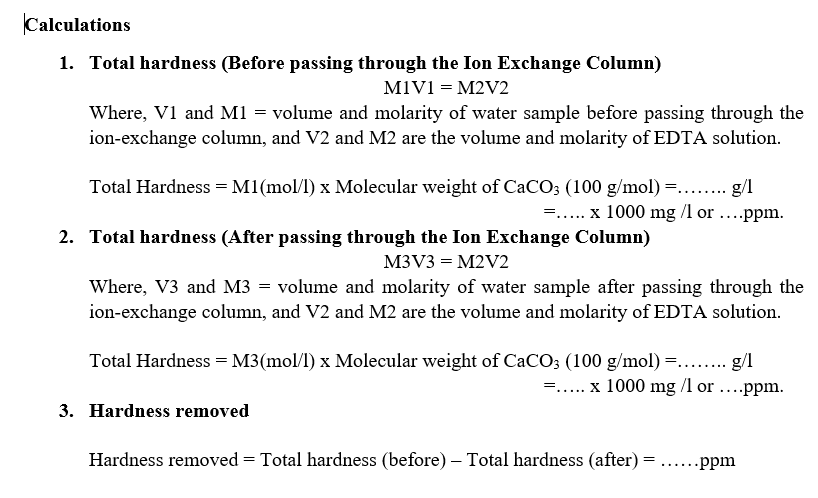 Calculations
1. Total hardness (Before passing through the Ion Exchange Column)
M1V1 = M2V2
Where, V1 and M1 = volume and molarity of water sample before passing through the
ion-exchange column, and V2 and M2 are the volume and molarity of EDTA solution.
Total Hardness = M1(mol/l) x Molecular weight of CaCO₃ (100 g/mol) =........ g/l
=..... x 1000 mg /l or ....ppm.
2. Total hardness (After passing through the Ion Exchange Column)
M3V3 = M2V2
Where, V3 and M3 = volume and molarity of water sample after passing through the
ion-exchange column, and V2 and M2 are the volume and molarity of EDTA solution.
Total Hardness = M3(mol/l) x Molecular weight of CaCO₃ (100 g/mol) =........ g/l
=..... x 1000 mg /l or ....ppm.
3. Hardness removed
Hardness removed = Total hardness (before) – Total hardness (after) = ......ppm